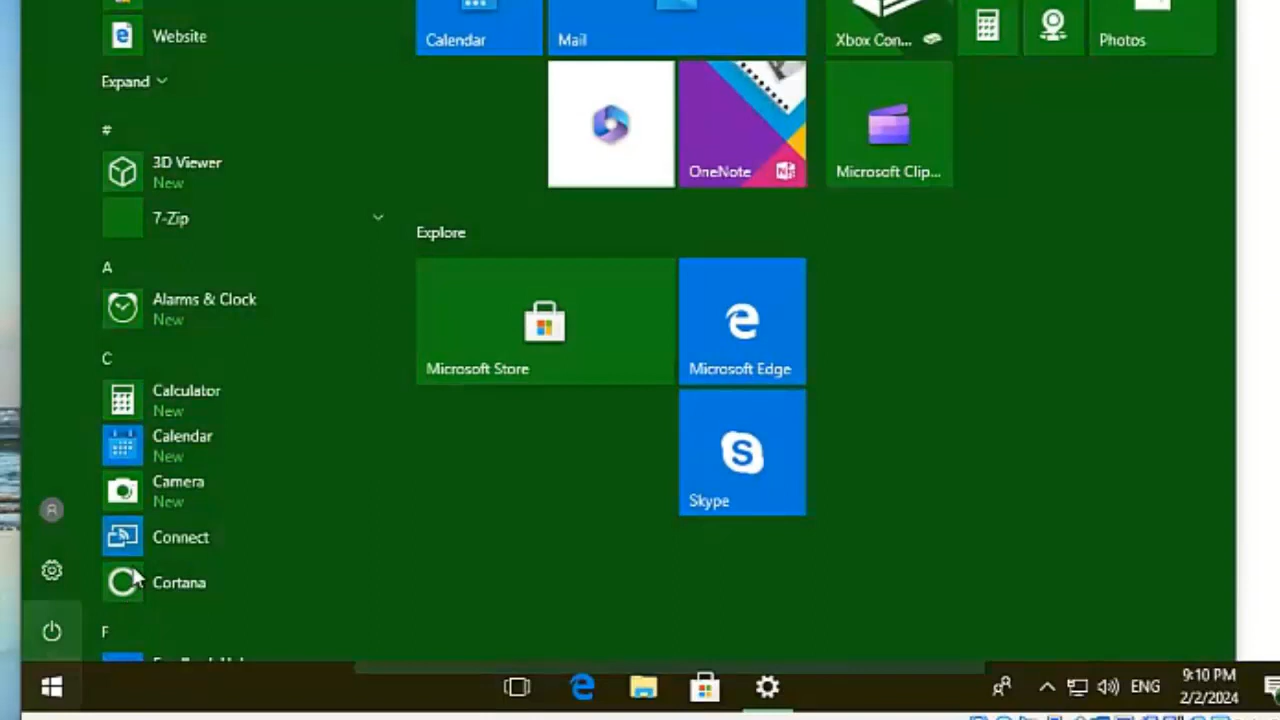 Website
Calendar
Mail
Xbox Con...
Photos
Expand
#
3D Viewer
New
7-Zip
OneNote
N
Microsoft Clip...
Explore
A
Alarms & Clock
New
Microsoft Store
Microsoft Edge
C
Calculator
New
Calendar
New
Camera
New
Connect
Cortana
S
Skype
F
ENG
9:10 PM
2/2/2024